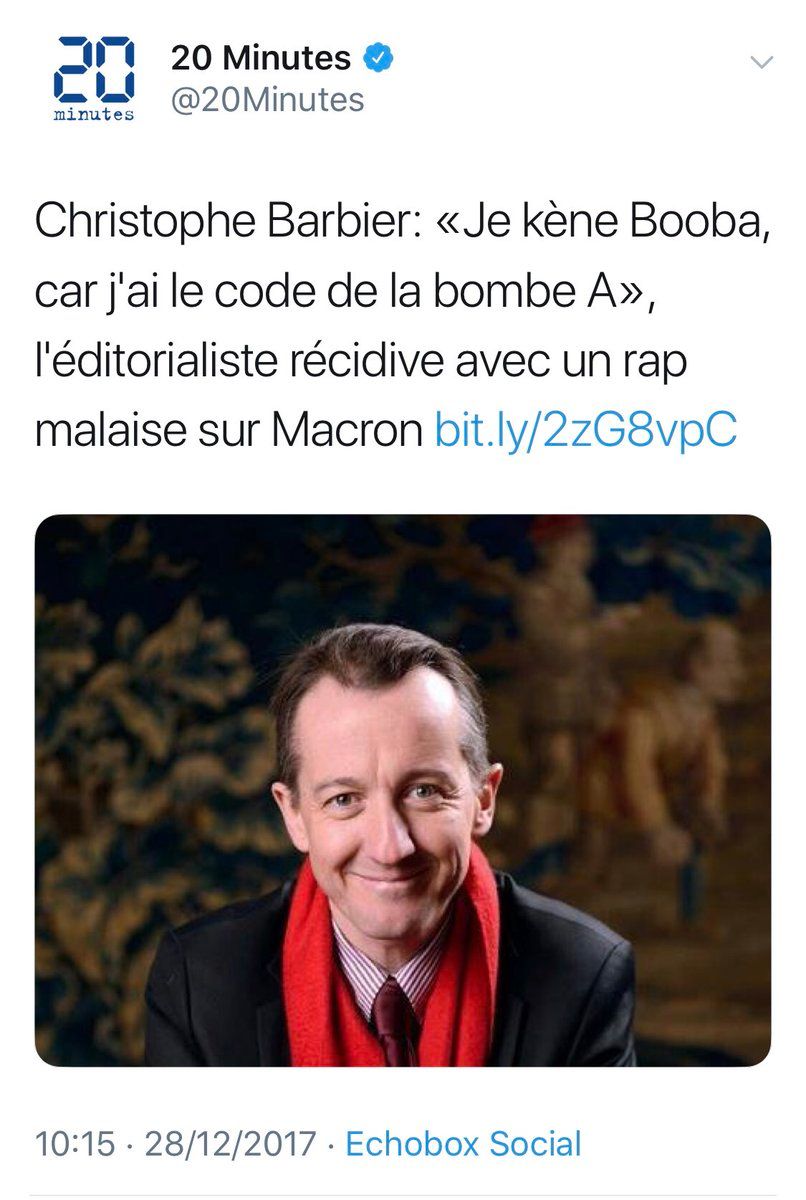 20 Minutes
20
minutes
@20Minutes
Christophe Barbier: «Je kène Booba,
car j'ai le code de la bombe A»,
l'éditorialiste récidive avec un rap
malaise sur Macron bit.ly/2zG8vpC
10:15 · 28/12/2017 · Echobox Social